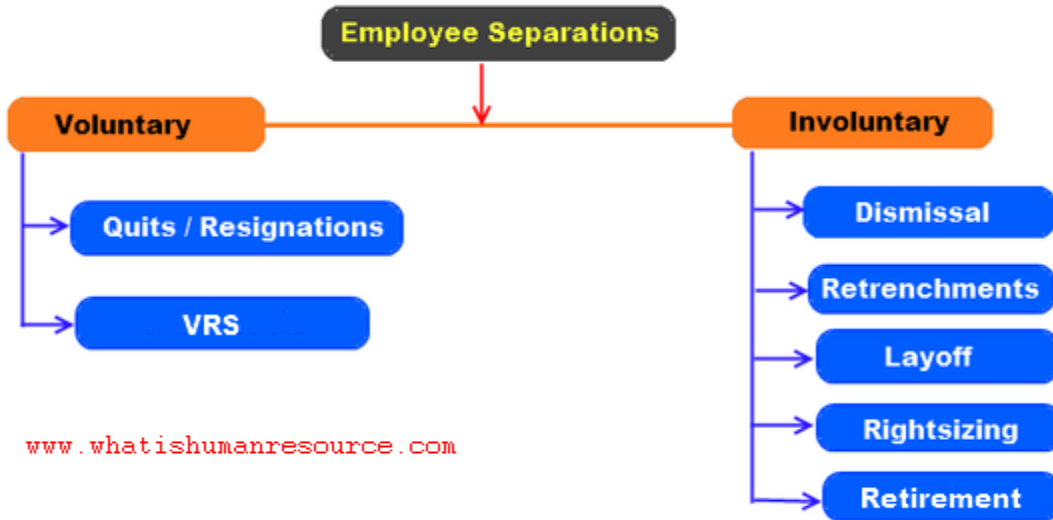 Employee Separations
Voluntary
Involuntary
Quits / Resignations
VRS
Dismissal
Retrenchments
Layoff
Rightsizing
Retirement
www.whatishumanresource.com